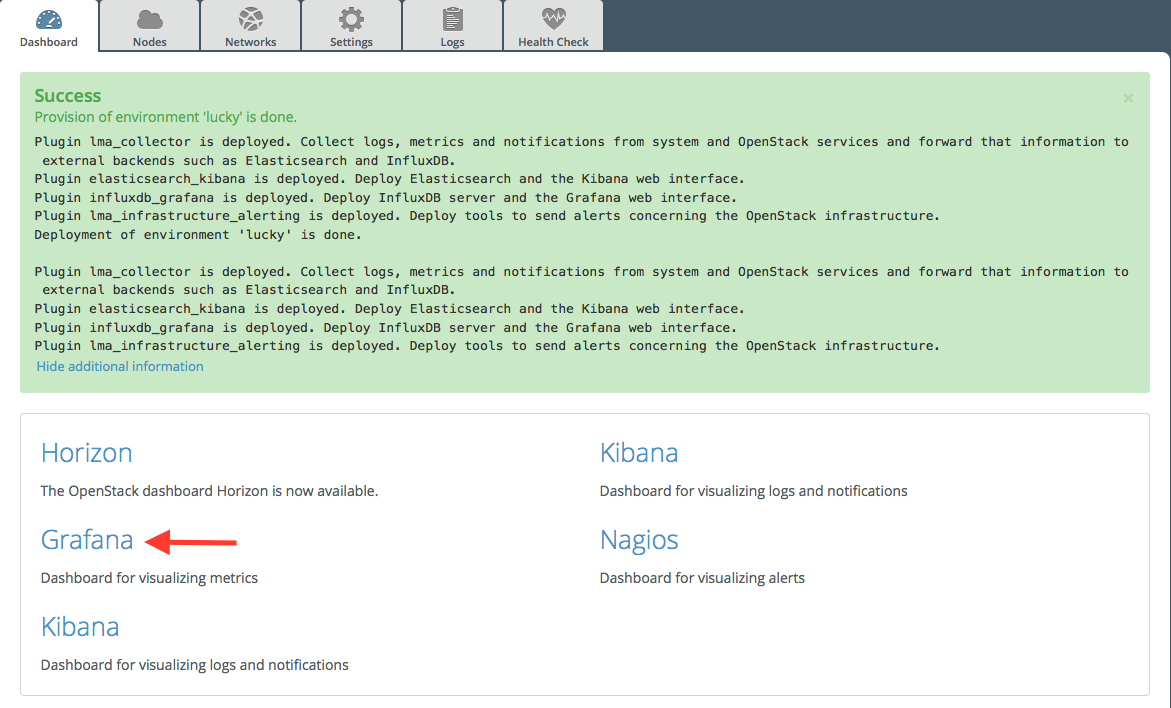 Dashboard
Nodes
Networks
Settings
Logs
Health Check
Success
×
Provision of environment 'lucky' is done.
Plugin lma_collector is deployed. Collect logs, metrics and notifications from system and OpenStack services and forward that information to
external backends such as Elasticsearch and InfluxDB.
Plugin elasticsearch_kibana is deployed. Deploy Elasticsearch and the Kibana web interface.
Plugin influxdb_grafana is deployed. Deploy InfluxDB server and the Grafana web interface.
Plugin lma_infrastructure_alerting is deployed. Deploy tools to send alerts concerning the OpenStack infrastructure.
Deployment of environment 'lucky' is done.
Plugin lma_collector is deployed. Collect logs, metrics and notifications from system and OpenStack services and forward that information to
external backends such as Elasticsearch and InfluxDB.
Plugin elasticsearch_kibana is deployed. Deploy Elasticsearch and the Kibana web interface.
Plugin influxdb_grafana is deployed. Deploy InfluxDB server and the Grafana web interface.
Plugin lma_infrastructure_alerting is deployed. Deploy tools to send alerts concerning the OpenStack infrastructure.
Hide additional information
Horizon
The OpenStack dashboard Horizon is now available.
Kibana
Dashboard for visualizing logs and notifications
Grafana
Dashboard for visualizing metrics
Nagios
Dashboard for visualizing alerts
Kibana
Dashboard for visualizing logs and notifications